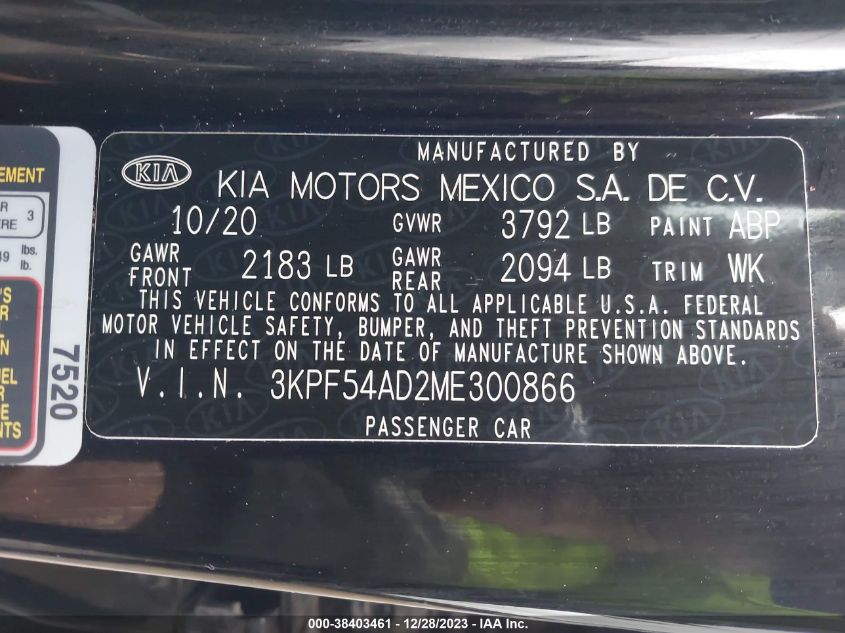 MANUFACTURED BY
KIA KIA MOTORS MEXICO S.A. DE C.V.
10/20 GVWR 3792 LB PAINT ABP
GAWR FRONT 2183 LB GAWR REAR 2094 LB TRIM WK
THIS VEHICLE CONFORMS TO ALL APPLICABLE U.S.A. FEDERAL
MOTOR VEHICLE SAFETY, BUMPER, AND THEFT PREVENTION STANDARDS
IN EFFECT ON THE DATE OF MANUFACTURE SHOWN ABOVE.
V.I.N. 3KPF54AD2ME300866
PASSENGER CAR
3
lbs.
lb.
7520
000-38403461 - 12/28/2023 - IAA Inc.